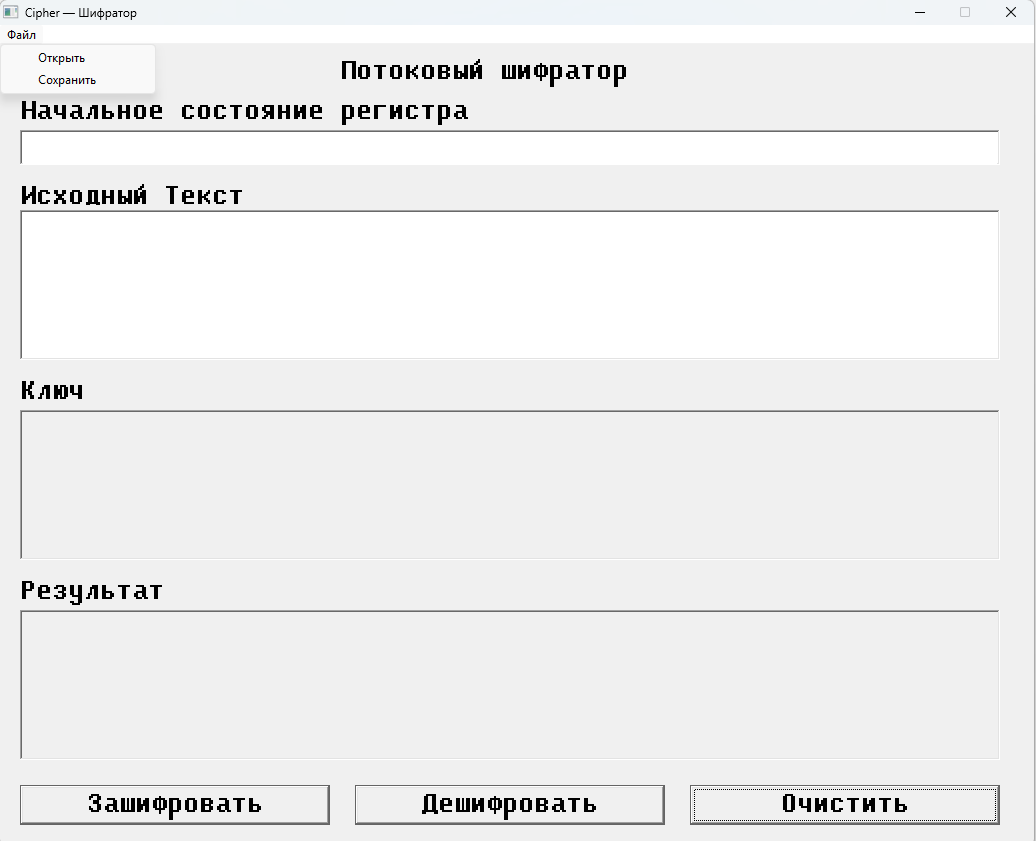 Cipher — Шифратор
Файл
Открыть
Сохранить
Потоковый шифратор
Начальное состояние регистра
Исходный Текст
Ключ
Результат
Зашифровать Дешифровать Очистить